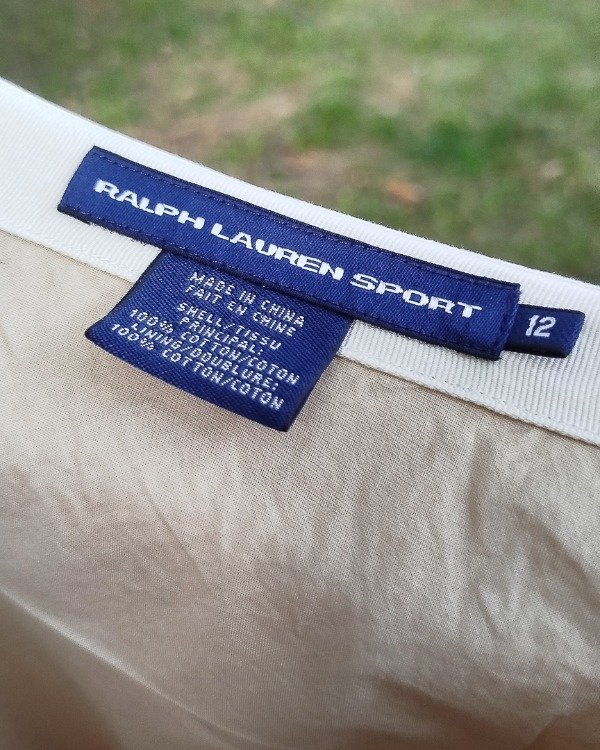 RALPH LAUREN SPORT
12
MADE IN CHINA
FAIT EN CHINE
SHELL/TISSU
PRINCIPAL:
100% COTTON/COTON
LINING/DOUBLURE:
100% COTTON/COTON